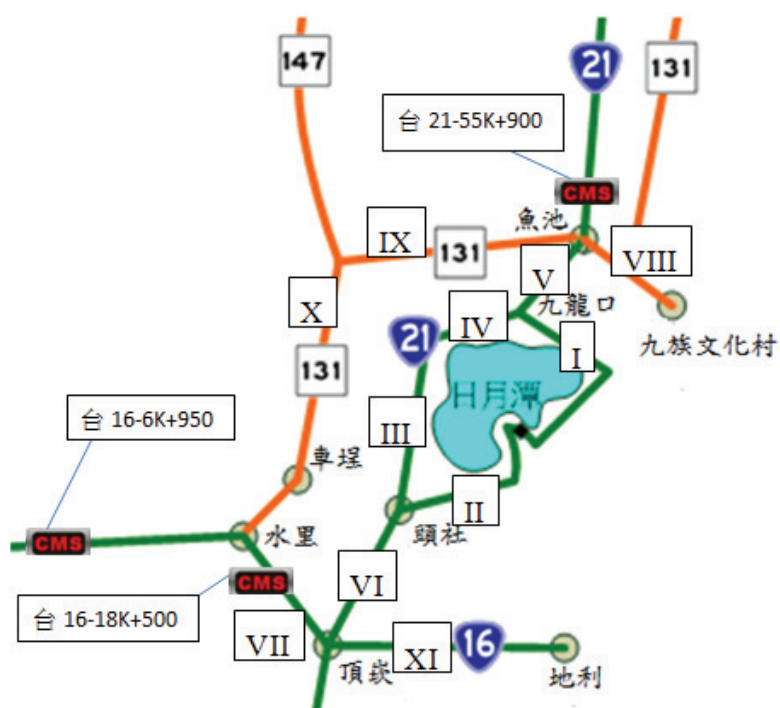 147
21
131
台 21-55K+900
CMS
魚池
IX
131
VIII
V
九龍口
X
IV
21
I
九族文化村
日月潭
131
III
台 16-6K+950
車埕
II
CMS
水里
頭社
CMS
VI
台 16-18K+500
VII
頂崁
XI
16
地利